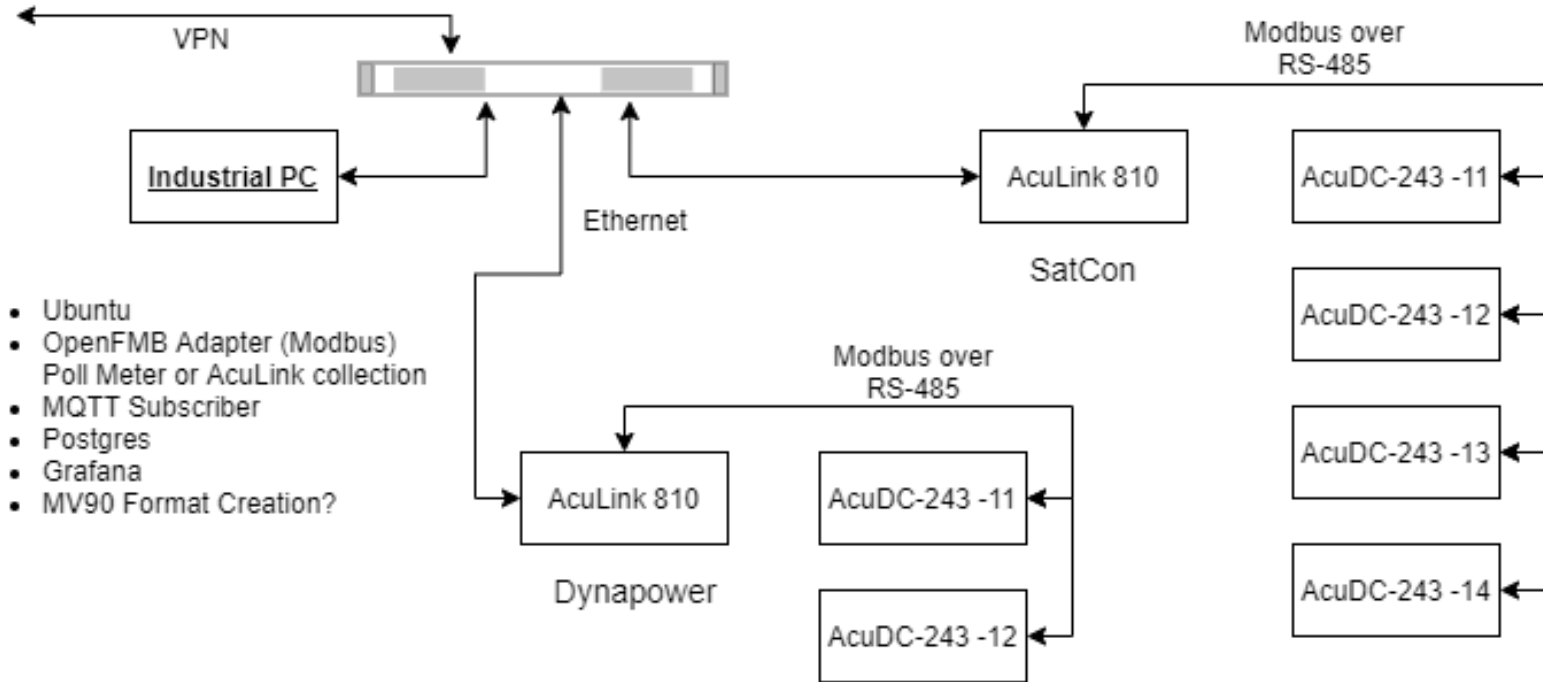 VPN
Modbus over
RS-485
Industrial PC
AcuLink 810
AcuDC-243 -11
Ethernet
SatCon
• Ubuntu
• OpenFMB Adapter (Modbus)
Poll Meter or AcuLink collection
• MQTT Subscriber
• Postgres
• Grafana
• MV90 Format Creation?
AcuDC-243 -12
Modbus over
RS-485
AcuDC-243 -13
AcuLink 810
AcuDC-243 -11
Dynapower
AcuDC-243 -12
AcuDC-243 -14